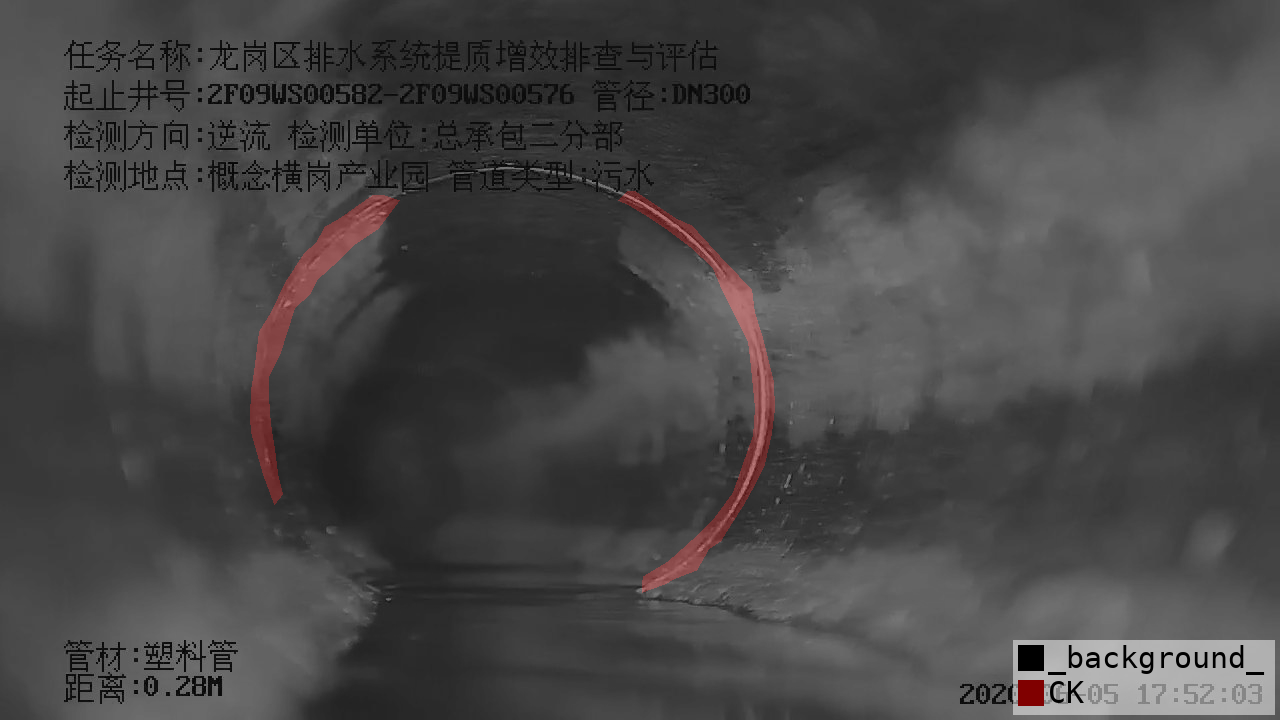 任务名称:龙岗区排水系统提质增效排查与评估
起止井号:2F09WS00582-2F09WS00576 管径:DN300
检测方向:逆流 检测单位:总承包二分部
检测地点:概念横岗产业园 管道类型:污水
管材:塑料管
距离:0.28M
_background_
CK
2020 05 17:52:03